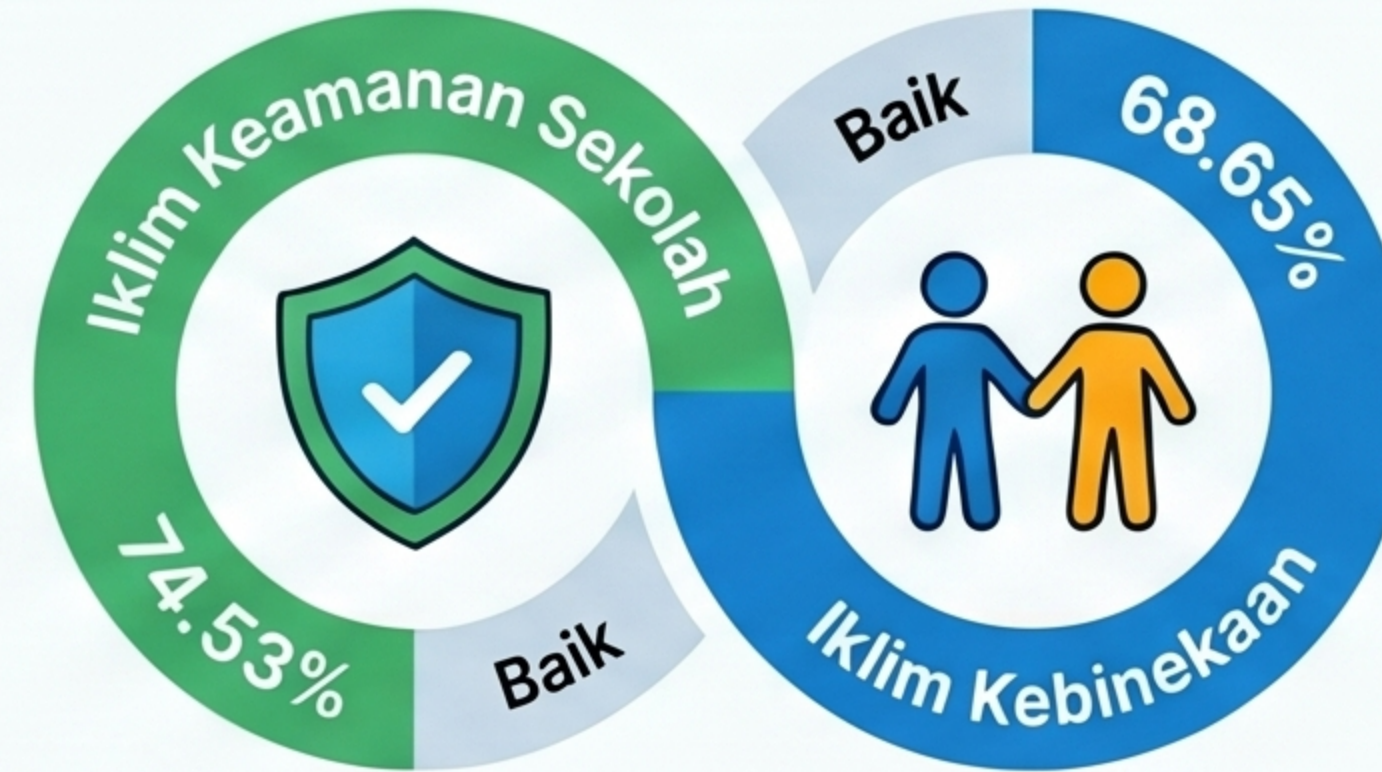 Iklim Keamanan Sekolah
74.53%
Baik
Baik
68.65%
Iklim Kebinekaan